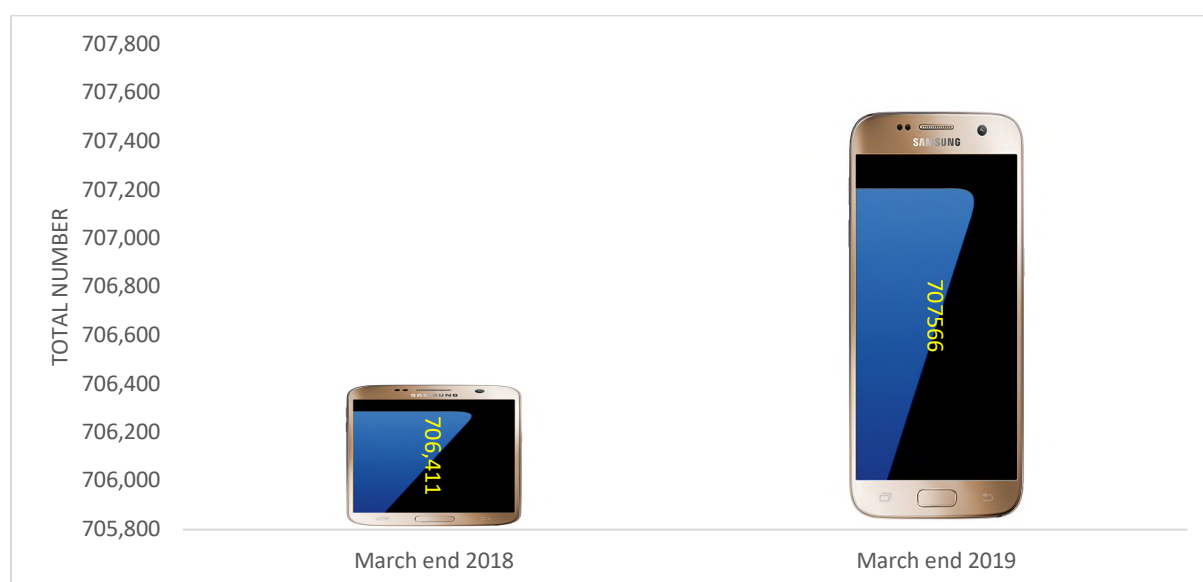 707,800
707,600
707,400
707,200
707,000
706,800
706,600
706,400
706,200
706,000
705,800
TOTAL NUMBER
SAMSUNG
706,411
SAMSUNG
707566
March end 2018
March end 2019